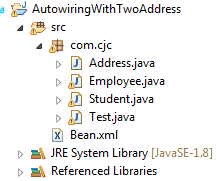 AutowiringWithTwoAddress
src
com.cjc
Address.java
Employee.java
Student.java
Test.java
Bean.xml
JRE System Library [JavaSE-1.8]
Referenced Libraries